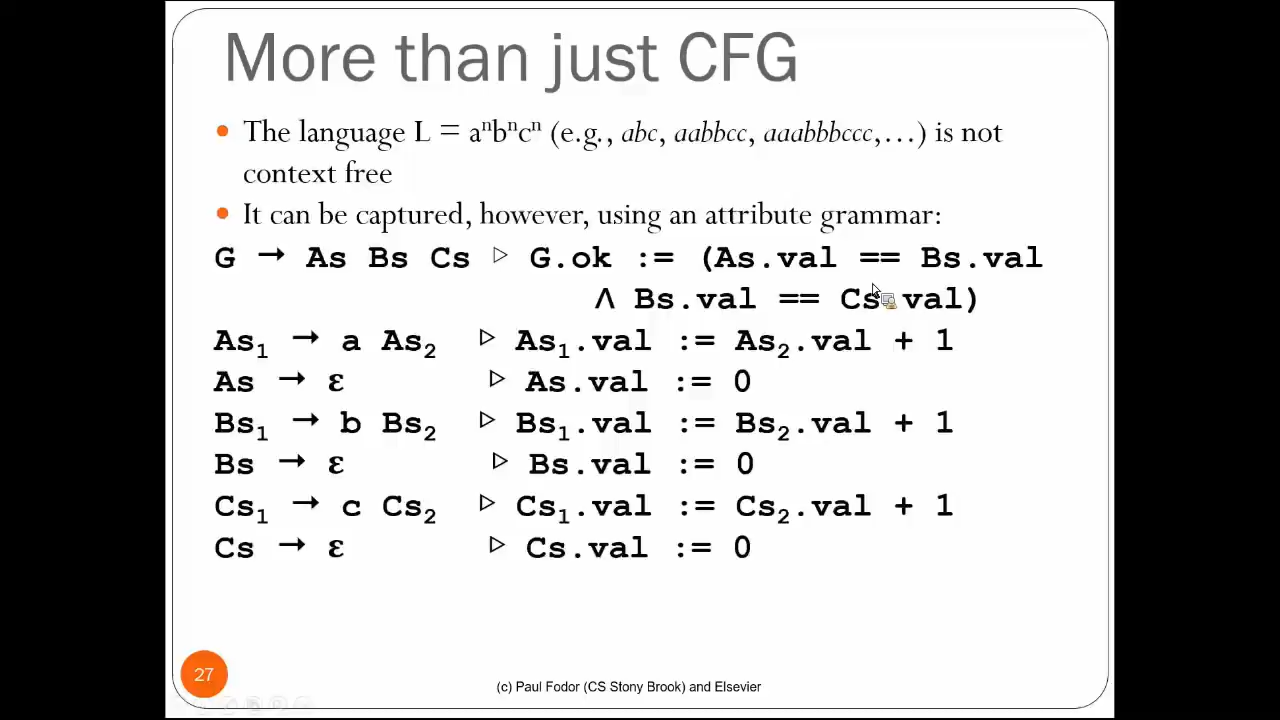 More than just CFG
• The language L = aⁿbⁿcⁿ (e.g., abc, aabbcc, aaabbbccc,…) is not
context free
• It can be captured, however, using an attribute grammar:
G → As Bs Cs ▷ G.ok := (As.val == Bs.val
∧ Bs.val == Cs.val)
As₁ → a As₂ ▷ As₁.val := As₂.val + 1
As → ε ▷ As.val := 0
Bs₁ → b Bs₂ ▷ Bs₁.val := Bs₂.val + 1
Bs → ε ▷ Bs.val := 0
Cs₁ → c Cs₂ ▷ Cs₁.val := Cs₂.val + 1
Cs → ε ▷ Cs.val := 0
27
(c) Paul Fodor (CS Stony Brook) and Elsevier